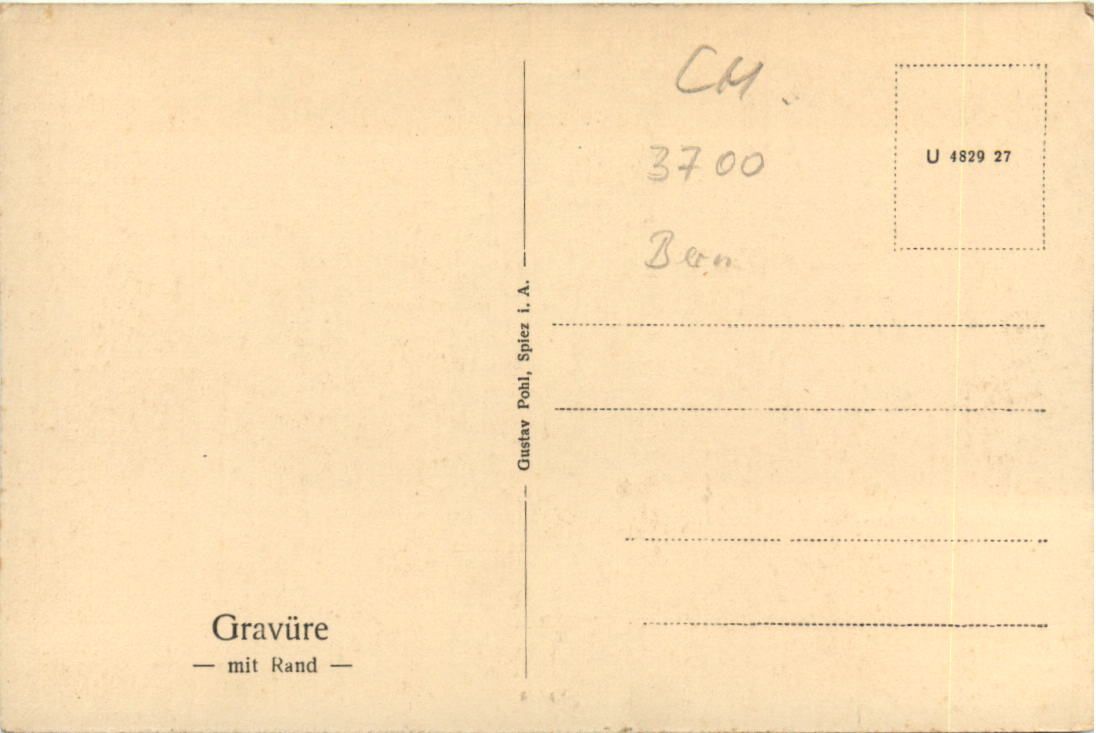 CH.
3700
Bern
U 4829 27
Gustav Pohl, Spiez i. A.
Gravüre
— mit Rand —